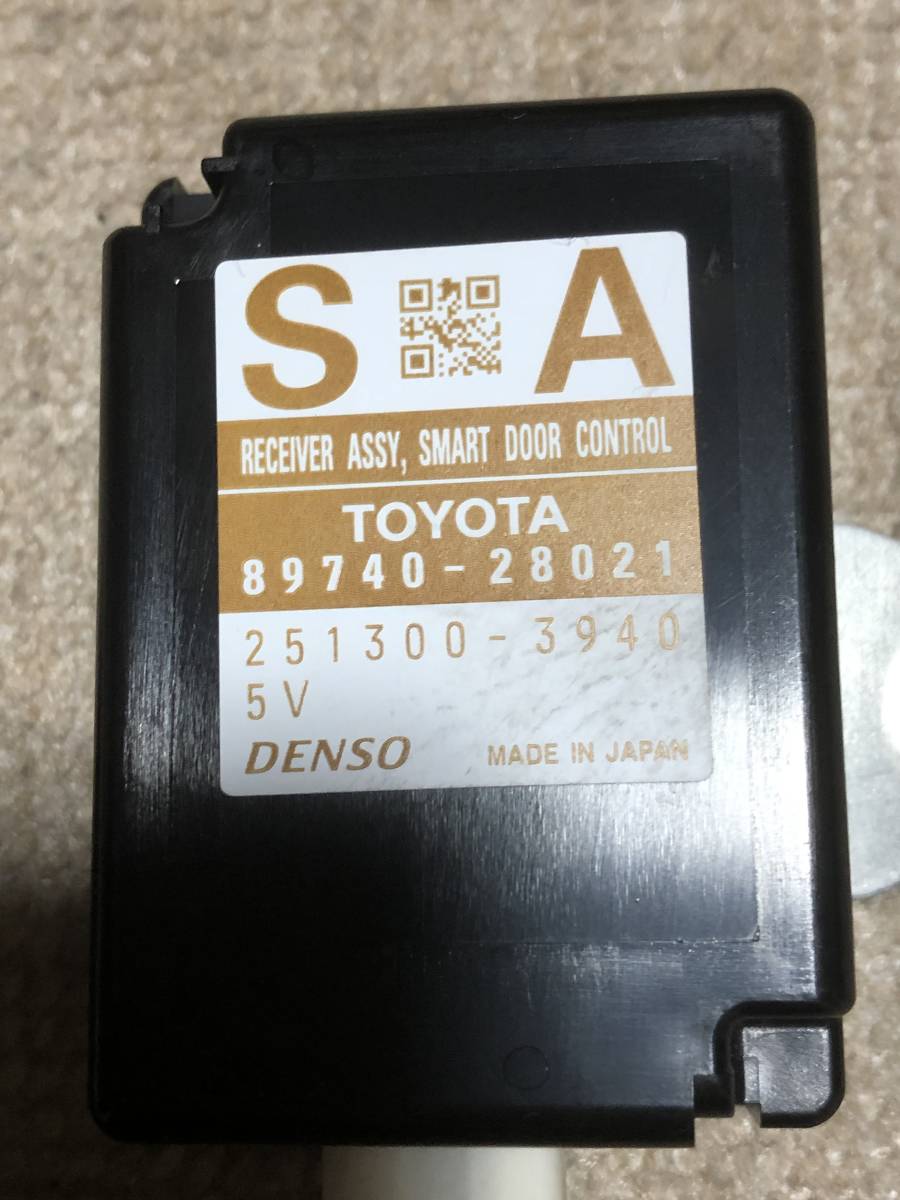 S A
RECEIVER ASSY, SMART DOOR CONTROL
TOYOTA
89740-28021
251300-3940
5V
DENSO MADE IN JAPAN